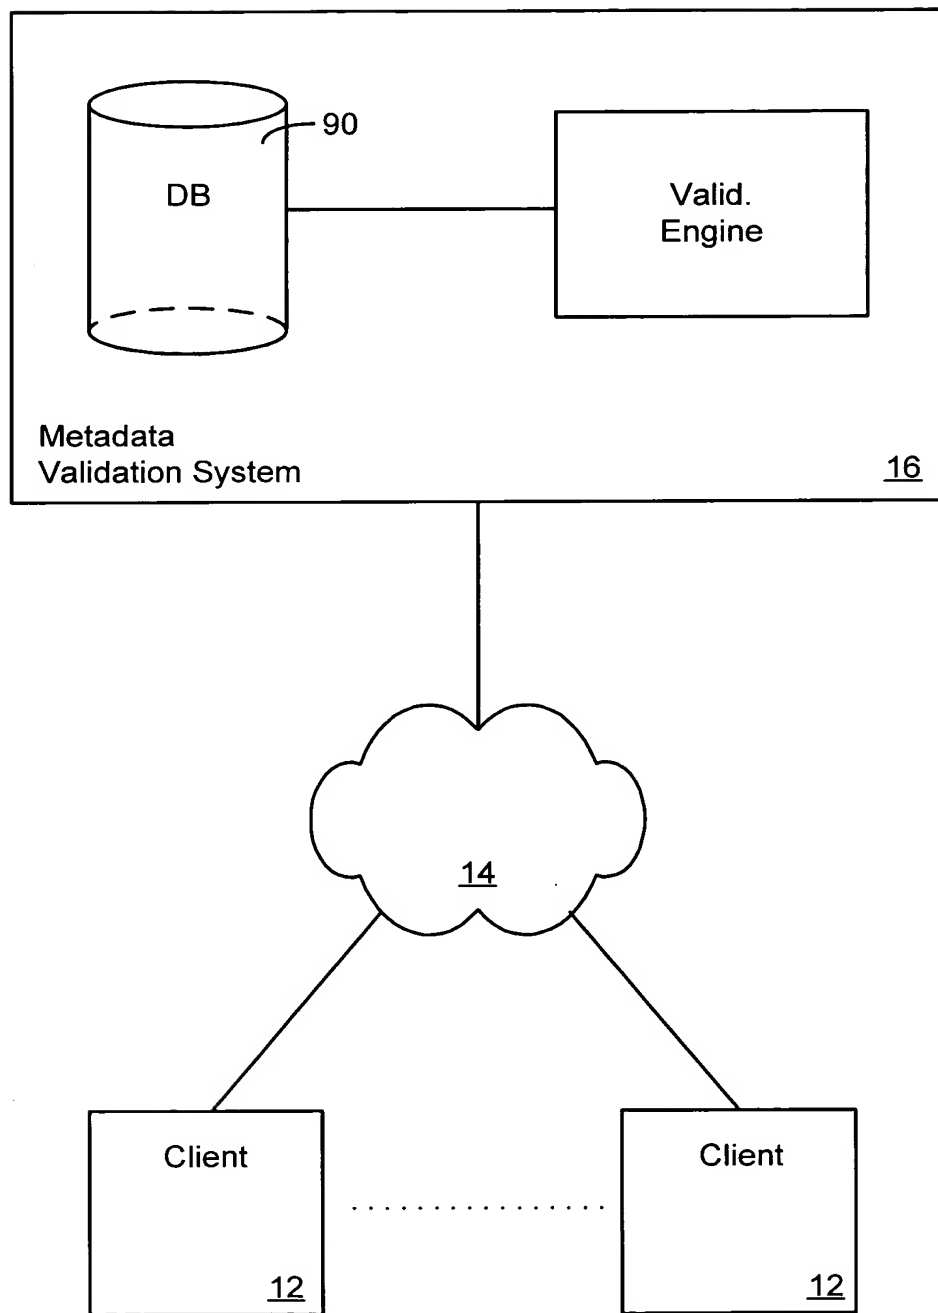 90
DB
Valid.
Engine
Metadata
Validation System
16
14
Client
Client
12
12